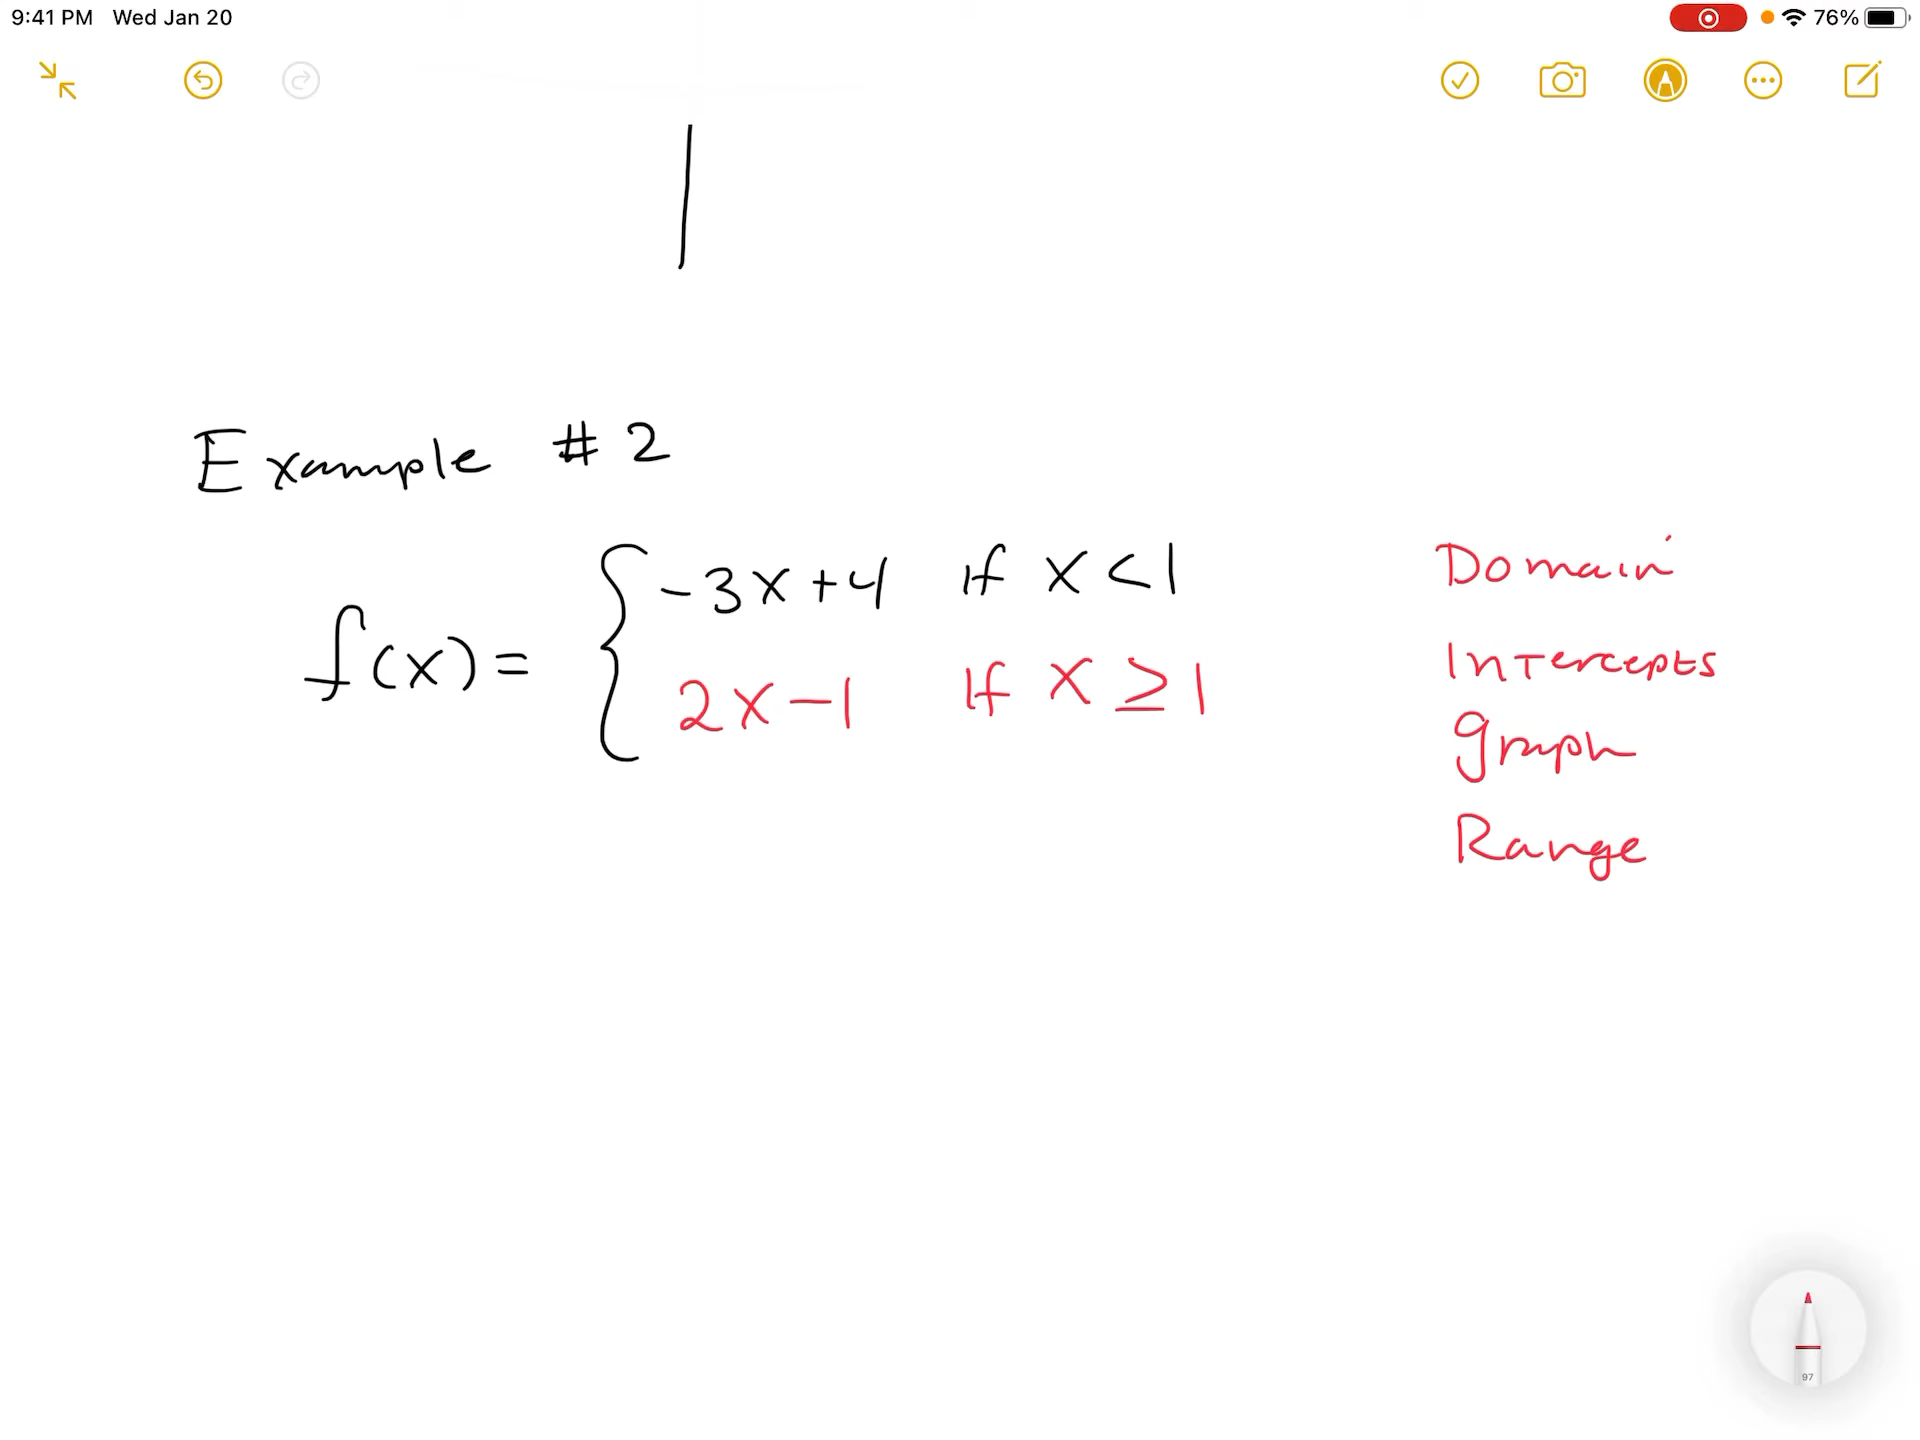 9:41 PM Wed Jan 20 76%
Example #2
f(x)= { -3x+4 if x<1
2x-1 If x≥1
Domain
Intercepts
graph
Range
97